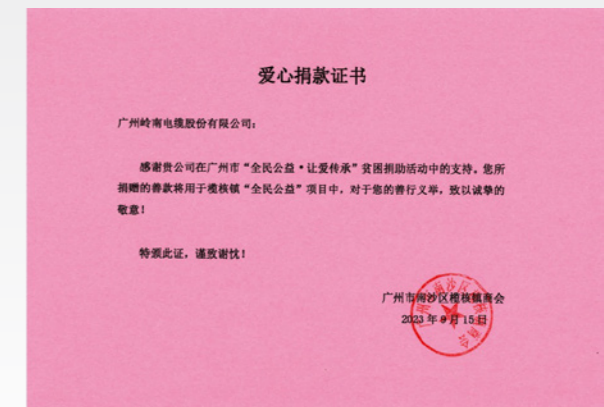 爱心捐款证书
广州岭南电缆股份有限公司：
感谢贵公司在广州市“全民公益·让爱传承”贫困捐助活动中的支持。您所
捐赠的善款将用于榄核镇“全民公益”项目中，对于您的善行义举，致以诚挚的
敬意！
特颁此证，谨致谢忱！
广州市南沙区榄核镇商会
2023年9月15日